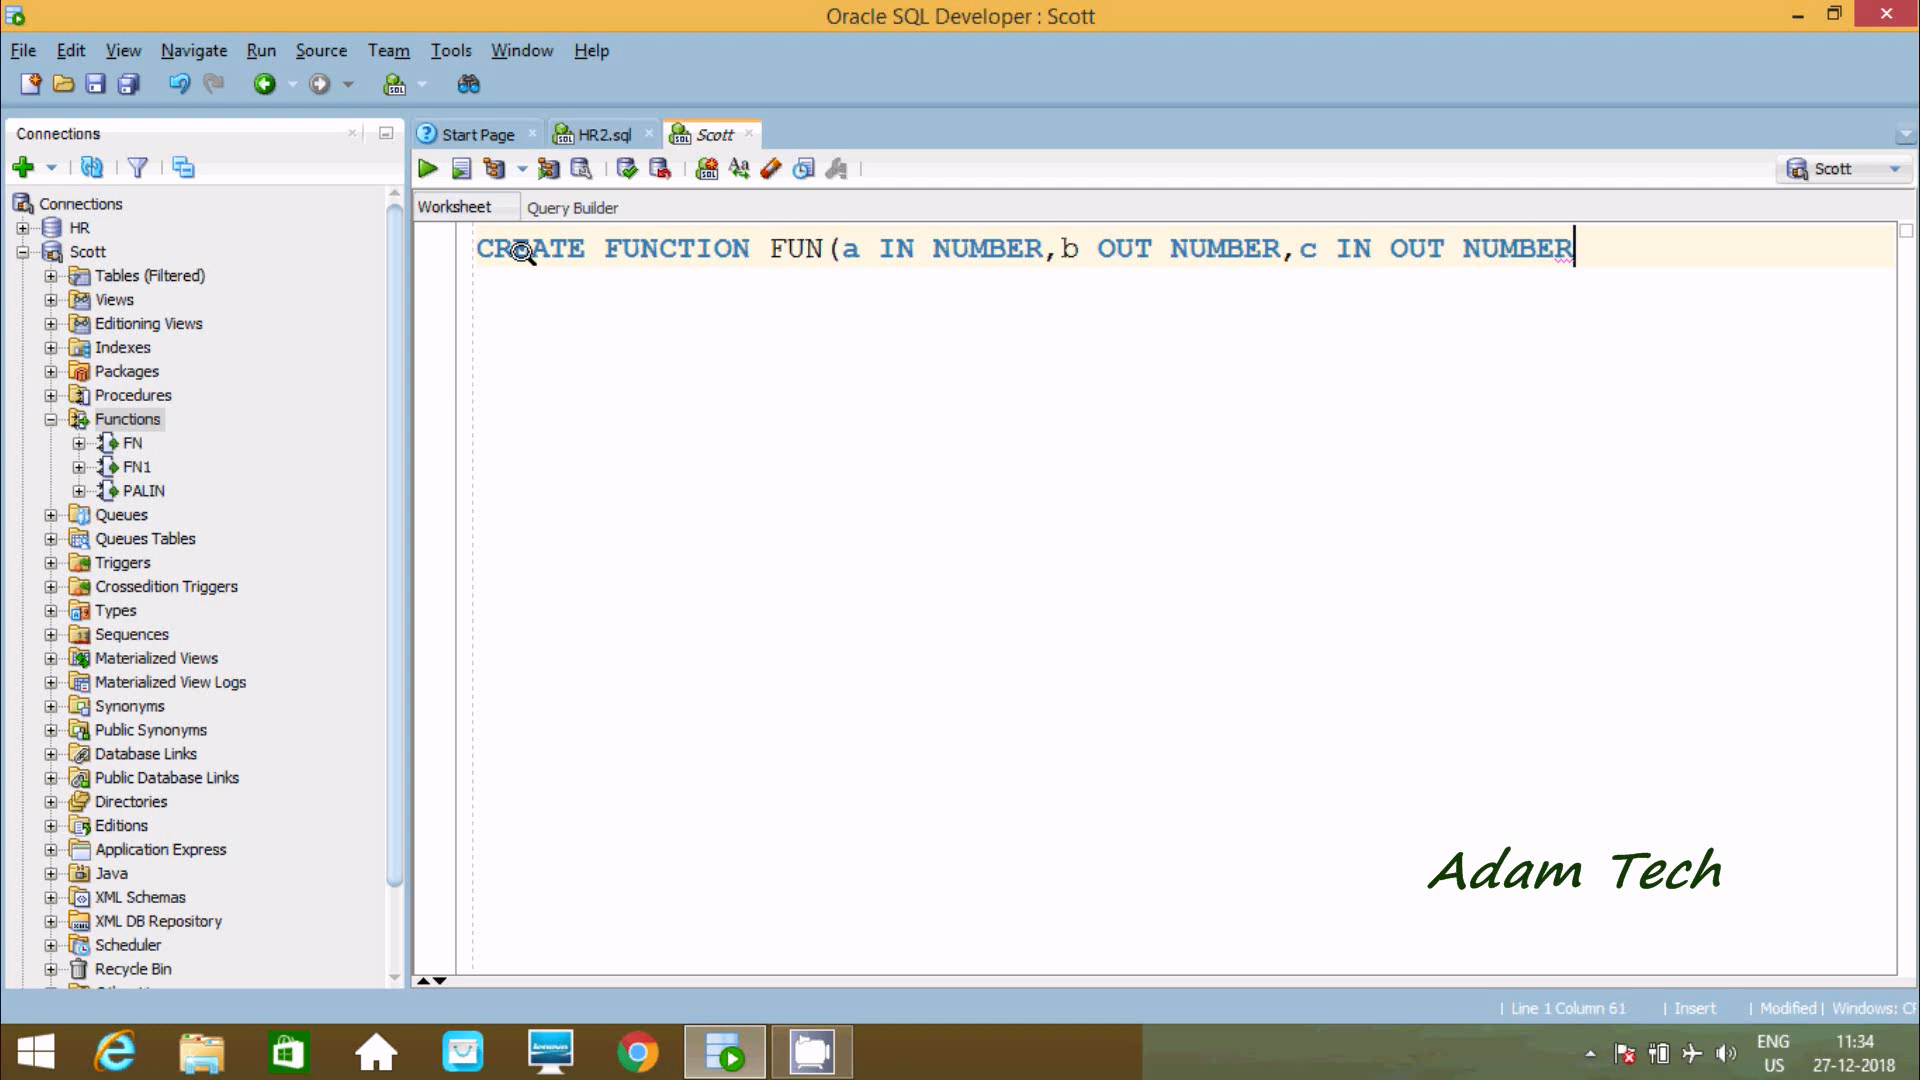 Oracle SQL Developer : Scott
File Edit View Navigate Run Source Team Tools Window Help
Connections
Start Page
HR2.sql
Scott
Scott
Worksheet
Query Builder
CREATE FUNCTION FUN(a IN NUMBER,b OUT NUMBER,c IN OUT NUMBER
Connections
HR
Scott
Tables (Filtered)
Views
Editioning Views
Indexes
Packages
Procedures
Functions
FN
FN1
PALIN
Queues
Queues Tables
Triggers
Crossedition Triggers
Types
Sequences
Materialized Views
Materialized View Logs
Synonyms
Public Synonyms
Database Links
Public Database Links
Directories
Editions
Application Express
Java
XML Schemas
XML DB Repository
Scheduler
Recycle Bin
Adam Tech
| Line 1 Column 61 | Insert | Modified | Windows: CF
ENG
US
11:34
27-12-2018